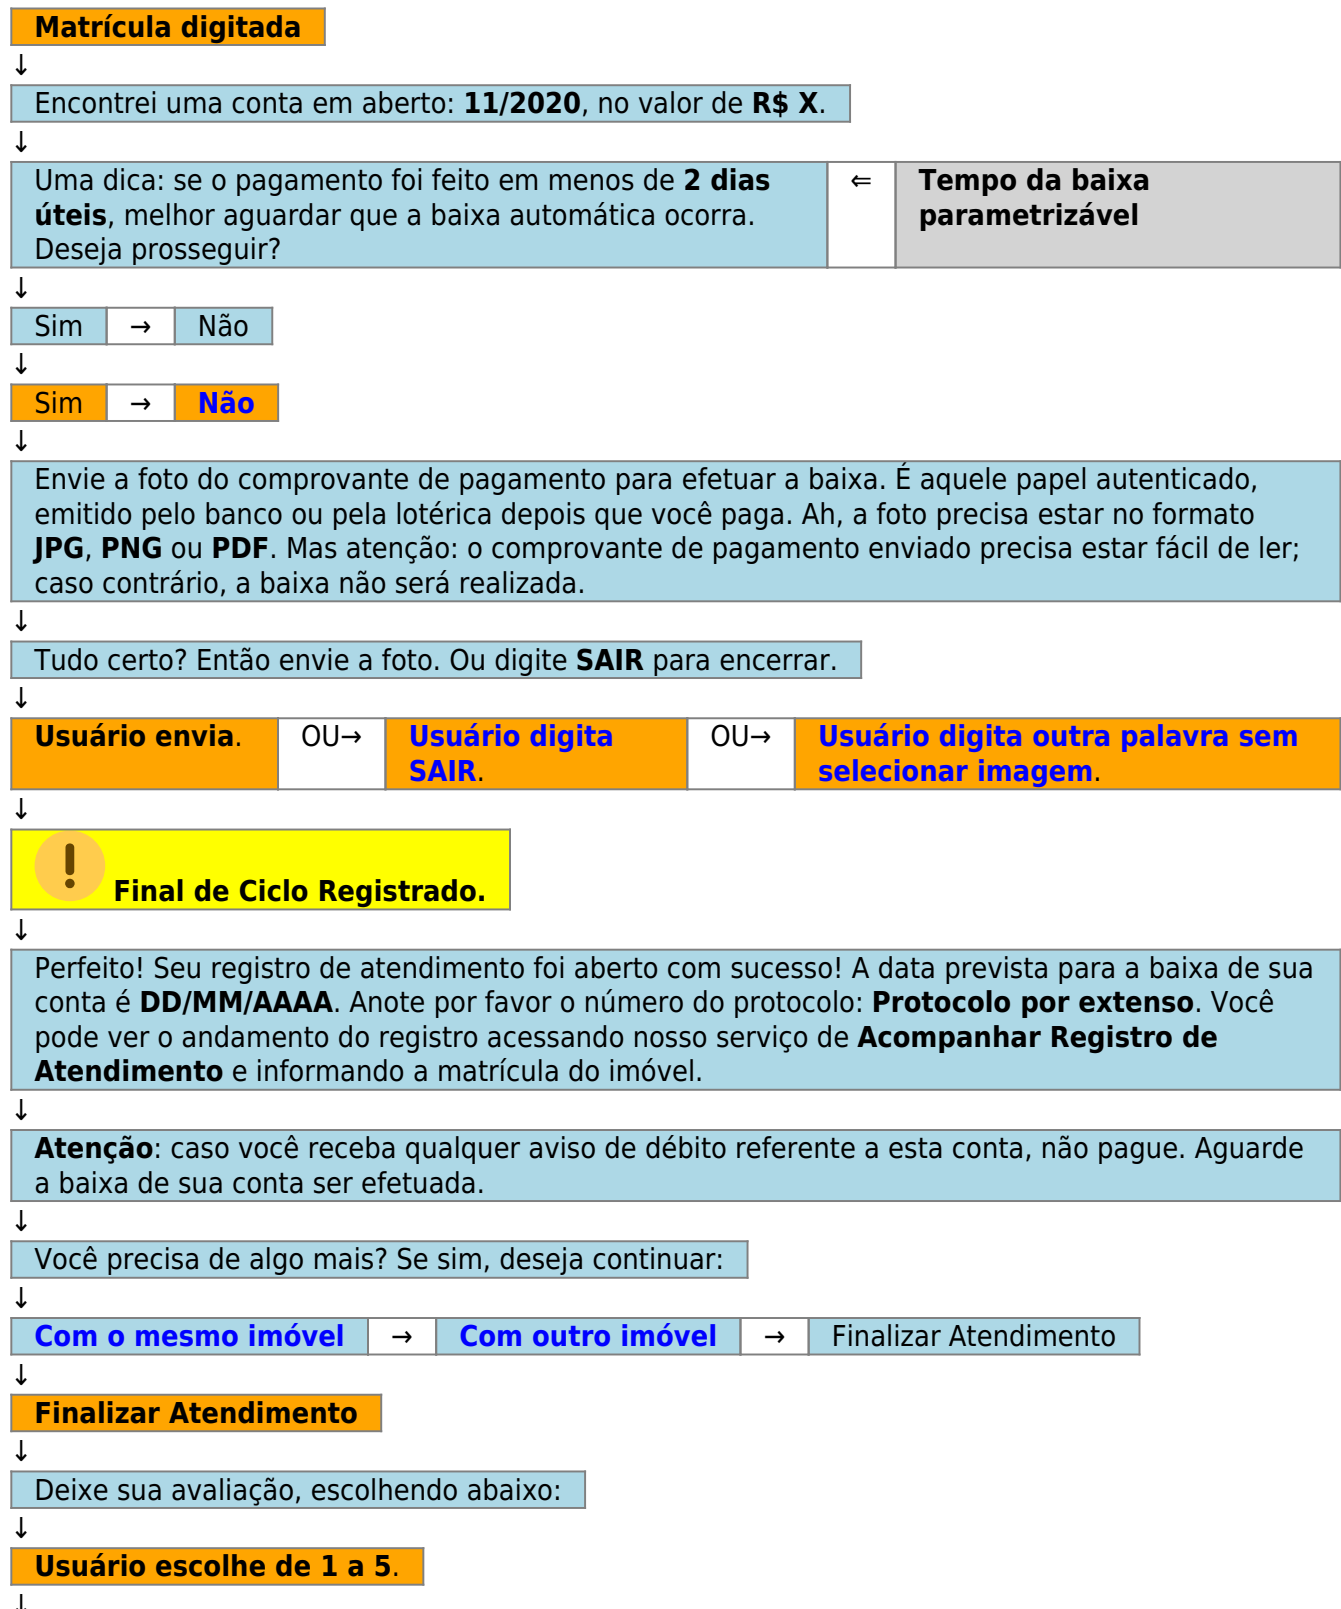 Matrícula digitada
↓
Encontrei uma conta em aberto: 11/2020, no valor de R$ X.
↓
Uma dica: se o pagamento foi feito em menos de 2 dias
úteis, melhor aguardar que a baixa automática ocorra.
Deseja prosseguir?
⇐
Tempo da baixa
parametrizável
↓
Sim → Não
↓
Sim → Não
↓
Envie a foto do comprovante de pagamento para efetuar a baixa. É aquele papel autenticado,
emitido pelo banco ou pela lotérica depois que você paga. Ah, a foto precisa estar no formato
JPG, PNG ou PDF. Mas atenção: o comprovante de pagamento enviado precisa estar fácil de ler;
caso contrário, a baixa não será realizada.
↓
Tudo certo? Então envie a foto. Ou digite SAIR para encerrar.
↓
Usuário envia.
OU→
Usuário digita
SAIR.
OU→
Usuário digita outra palavra sem
selecionar imagem.
↓
Final de Ciclo Registrado.
↓
Perfeito! Seu registro de atendimento foi aberto com sucesso! A data prevista para a baixa de sua
conta é DD/MM/AAAA. Anote por favor o número do protocolo: Protocolo por extenso. Você
pode ver o andamento do registro acessando nosso serviço de Acompanhar Registro de
Atendimento e informando a matrícula do imóvel.
↓
Atenção: caso você receba qualquer aviso de débito referente a esta conta, não pague. Aguarde
a baixa de sua conta ser efetuada.
↓
Você precisa de algo mais? Se sim, deseja continuar:
↓
Com o mesmo imóvel → Com outro imóvel → Finalizar Atendimento
↓
Finalizar Atendimento
↓
Deixe sua avaliação, escolhendo abaixo:
↓
Usuário escolhe de 1 a 5.
↓